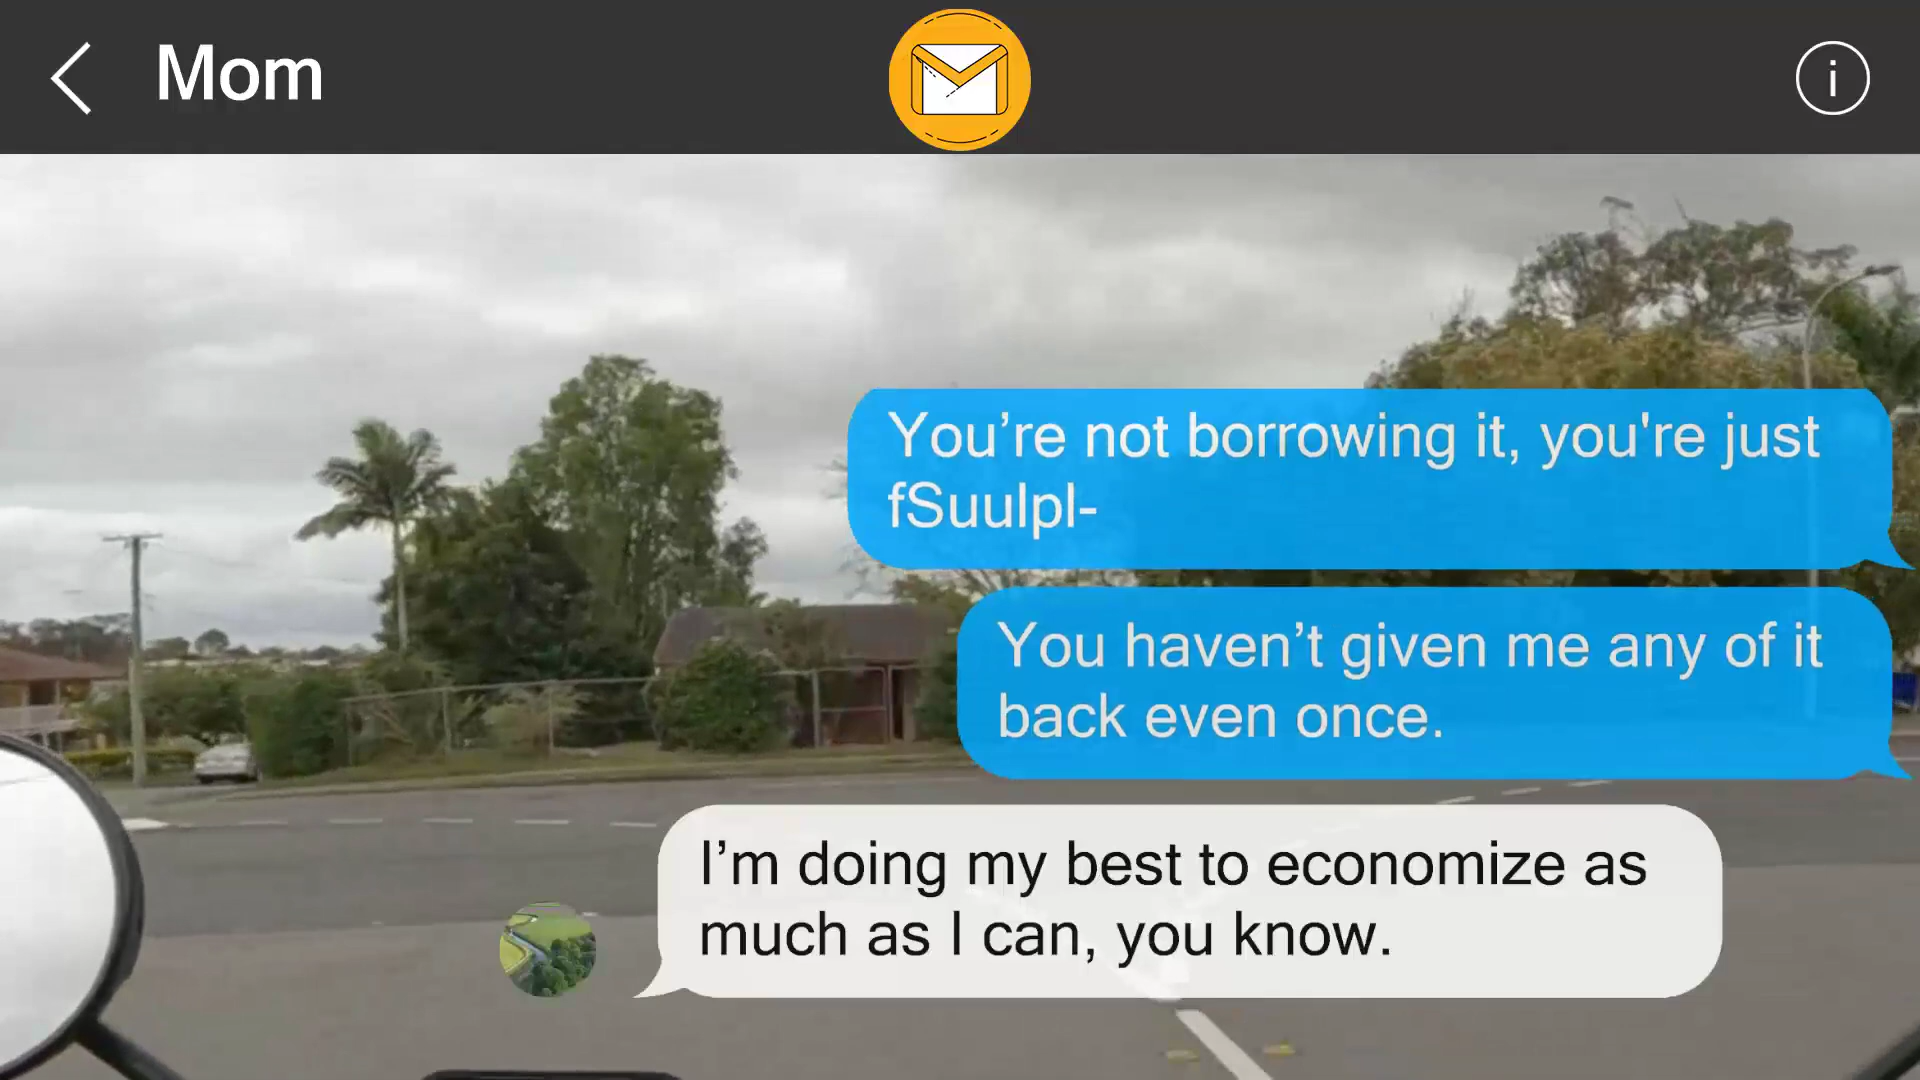 Mom
i
You’re not borrowing it, you're just
fSuulpl-
You haven’t given me any of it
back even once.
I’m doing my best to economize as
much as I can, you know.